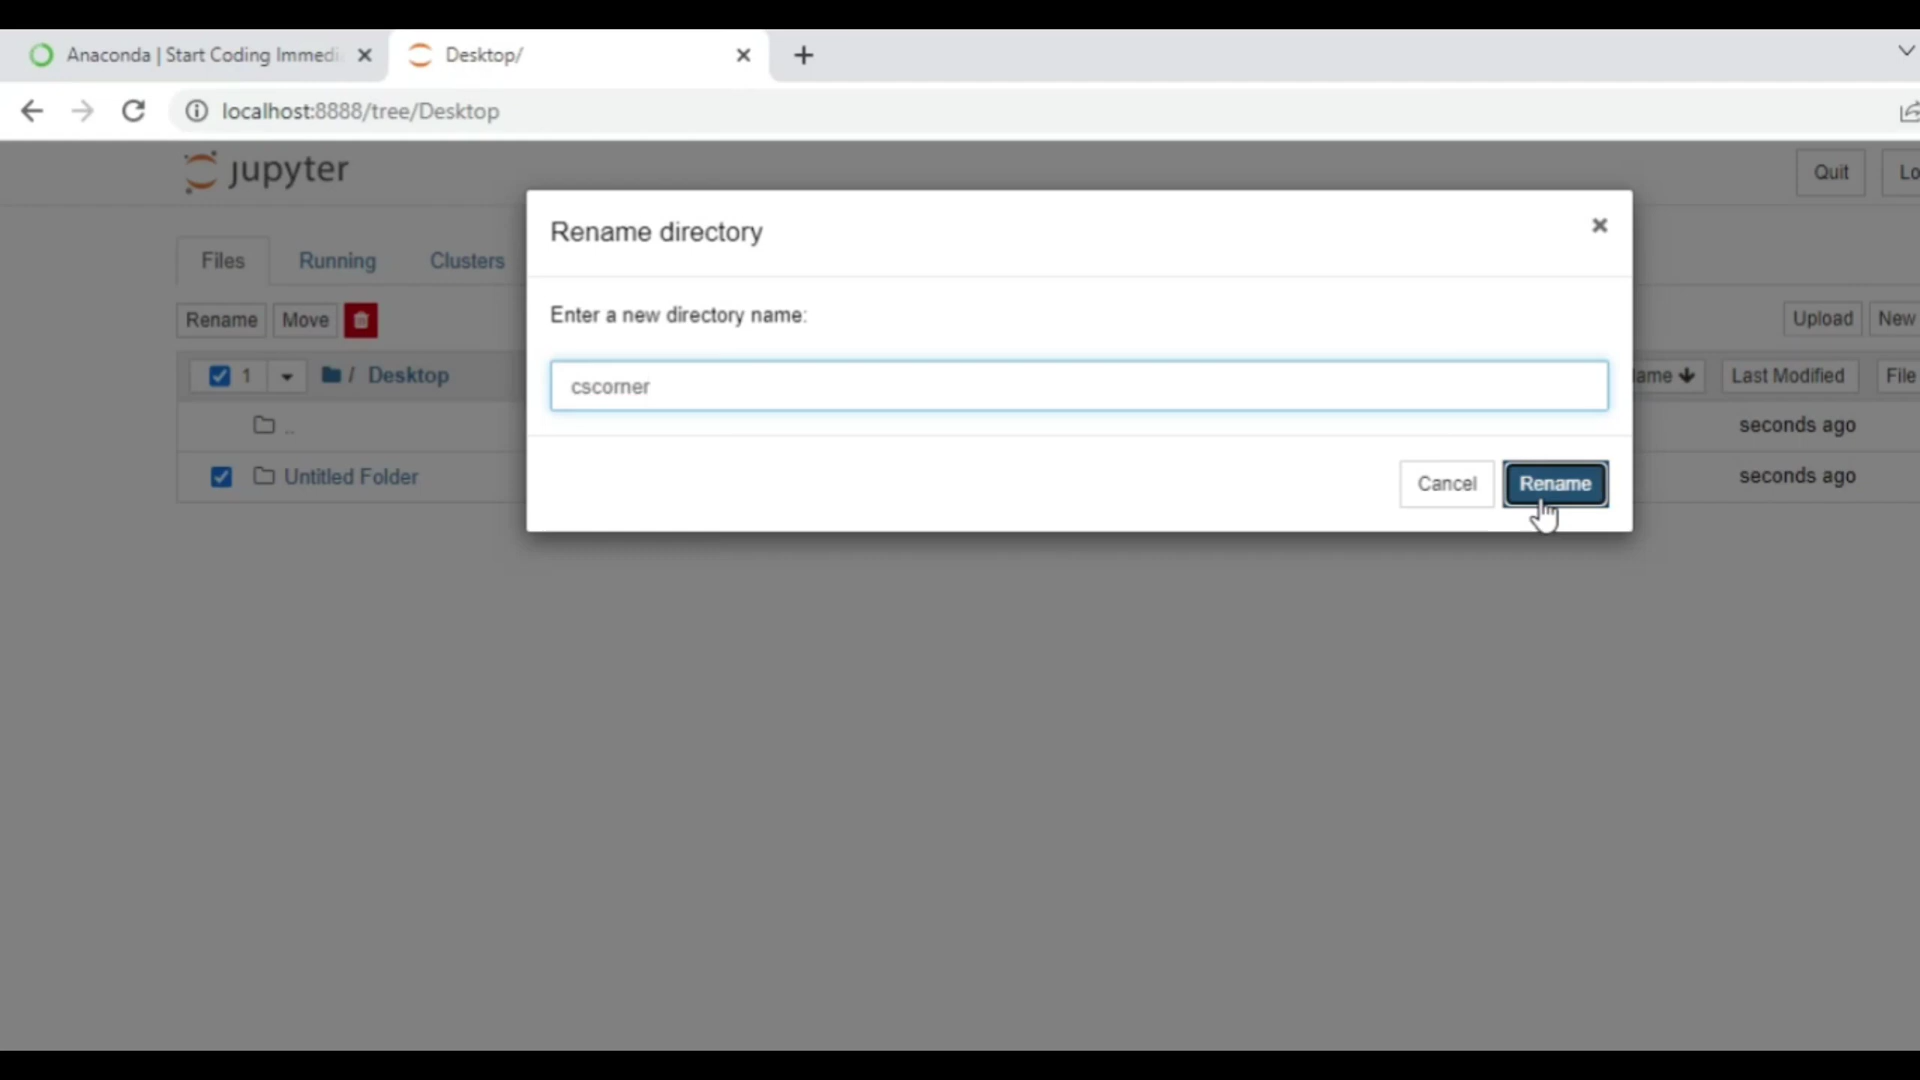 Anaconda | Start Coding Immedi
Desktop/
localhost:8888/tree/Desktop
jupyter
Quit
Lo
Rename directory
Files
Running
Clusters
Enter a new directory name:
Rename
Move
Upload
New
cscorner
1
/ Desktop
ame
Last Modified
File
..
seconds ago
Untitled Folder
seconds ago
Cancel
Rename